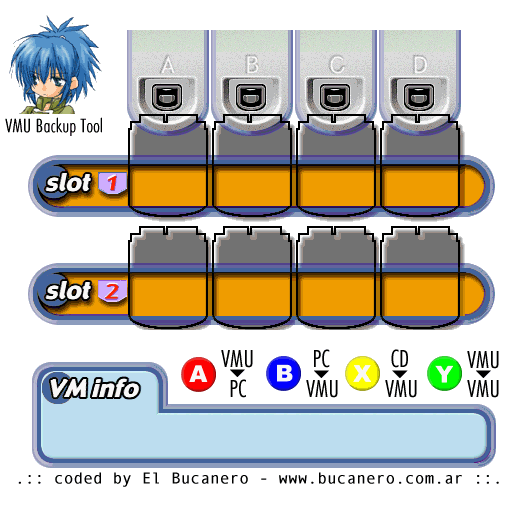 A B C D
VMU Backup Tool
slot 1
slot 2
A VMU PC B PC VMU X CD VMU Y VMU VMU
VM info
.:: coded by El Bucanero - www.bucanero.com.ar ::.